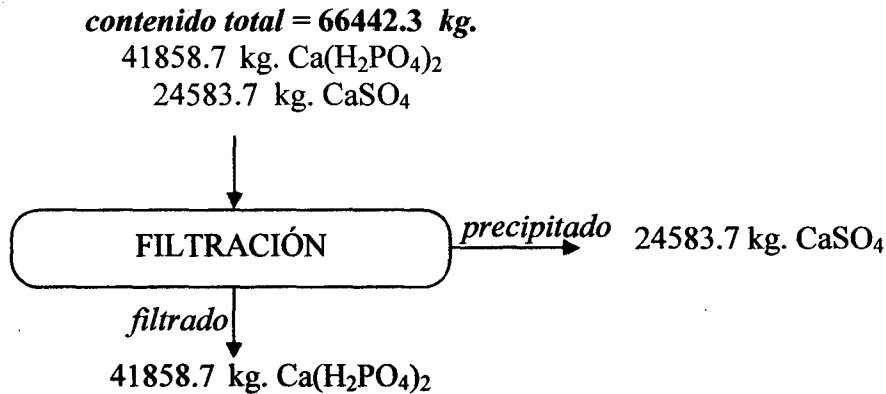 contenido total = 66442.3 kg.
41858.7 kg. Ca(H₂PO₄)₂
24583.7 kg. CaSO₄
FILTRACIÓN
precipitado
24583.7 kg. CaSO₄
filtrado
41858.7 kg. Ca(H₂PO₄)₂